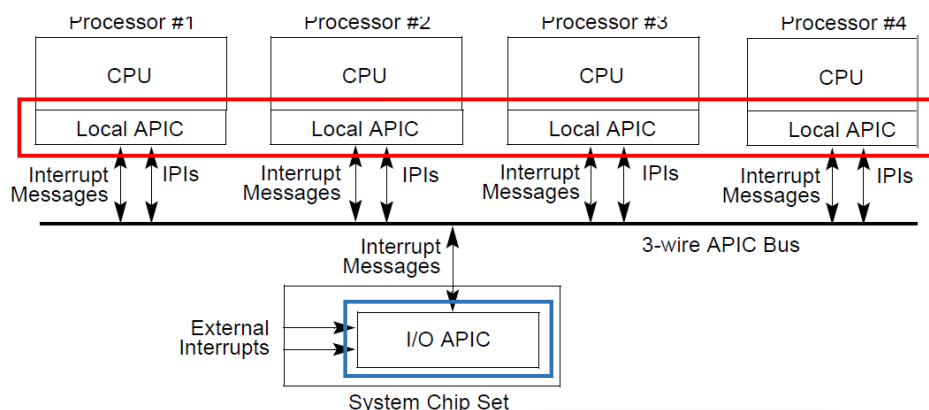 Processor #1
Processor #2
Processor #3
Processor #4
CPU
CPU
CPU
CPU
Local APIC
Local APIC
Local APIC
Local APIC
Interrupt
Messages
IPIs
Interrupt
Messages
IPIs
Interrupt
Messages
IPIs
Interrupt
Messages
IPIs
3-wire APIC Bus
Interrupt
Messages
External
Interrupts
I/O APIC
System Chip Set